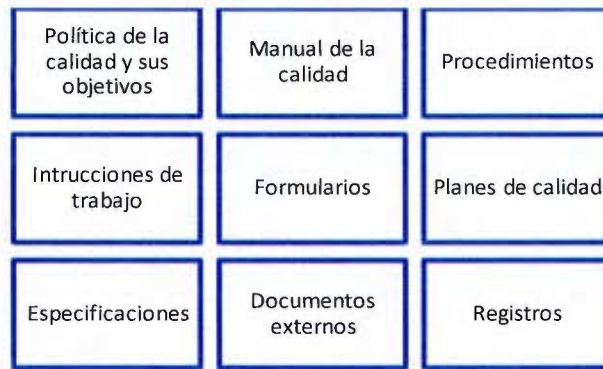 Política de la
calidad y sus
objetivos
Manual de la
calidad
Procedimientos
Intrucciones de
trabajo
Formularios
Planes de calidad
Especificaciones
Documentos
externos
Registros